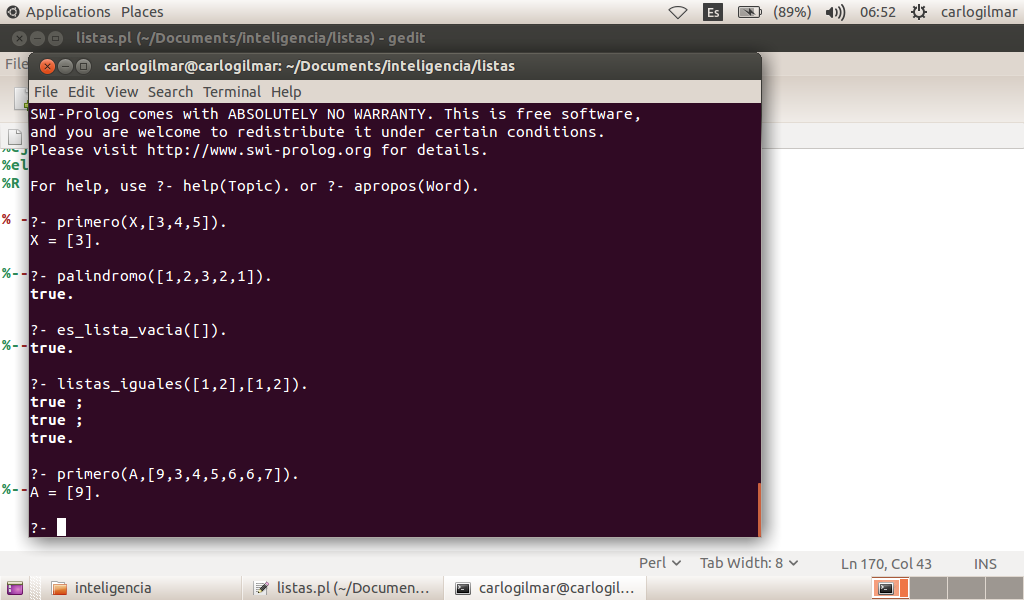 Applications Places Es (89%) 06:52 carlogilmar
listas.pl (~/Documents/inteligencia/listas) - gedit
File
carlogilmar@carlogilmar: ~/Documents/inteligencia/listas
File Edit View Search Terminal Help
SWI-Prolog comes with ABSOLUTELY NO WARRANTY. This is free software,
and you are welcome to redistribute it under certain conditions.
Please visit http://www.swi-prolog.org for details.
%el
%R
For help, use ?- help(Topic). or ?- apropos(Word).
% -
?- primero(X,[3,4,5]).
X = [3].
%--
?- palindromo([1,2,3,2,1]).
true.
?- es_lista_vacia([]).
%--
true.
?- listas_iguales([1,2],[1,2]).
true ;
true ;
true.
?- primero(A,[9,3,4,5,6,6,7]).
%--
A = [9].
?-
Perl Tab Width: 8 Ln 170, Col 43 INS
inteligencia listas.pl (~/Documen... carlogilmar@carlogil...